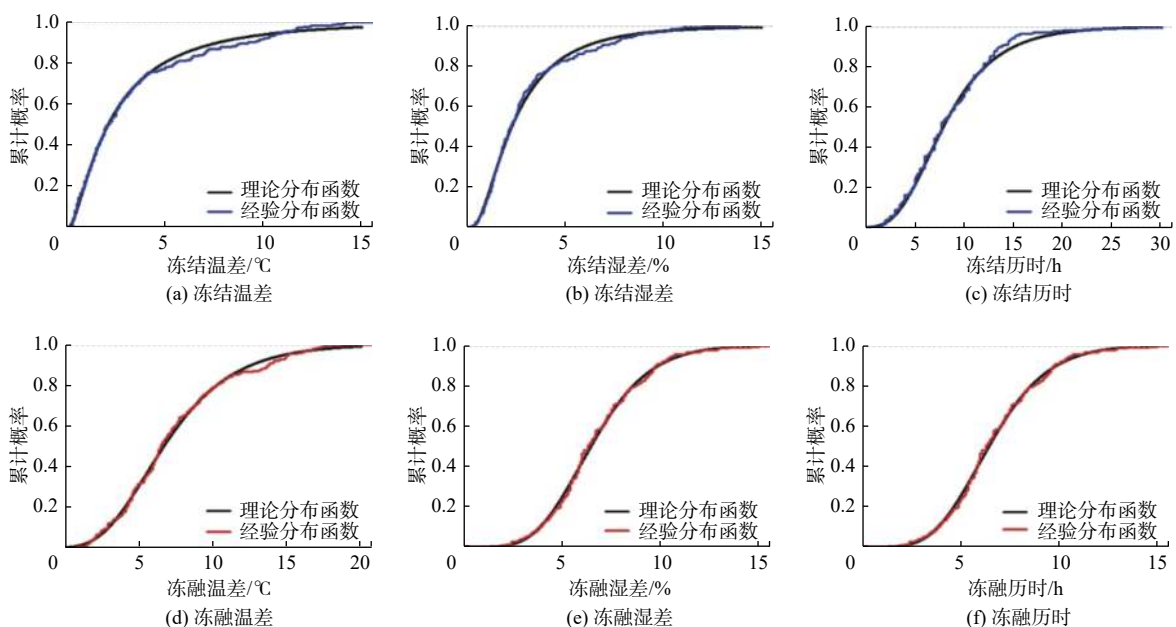 1.0
0.8
0.6
0.4
0.2
0
5
10
15
累计概率
理论分布函数
经验分布函数
冻结温差/℃
(a) 冻结温差
1.0
0.8
0.6
0.4
0.2
0
5
10
15
累计概率
理论分布函数
经验分布函数
冻结湿差/%
(b) 冻结湿差
1.0
0.8
0.6
0.4
0.2
0
5
10
15
20
25
30
累计概率
理论分布函数
经验分布函数
冻结历时/h
(c) 冻结历时
1.0
0.8
0.6
0.4
0.2
0
5
10
15
20
累计概率
理论分布函数
经验分布函数
冻融温差/℃
(d) 冻融温差
1.0
0.8
0.6
0.4
0.2
0
5
10
15
累计概率
理论分布函数
经验分布函数
冻融湿差/%
(e) 冻融湿差
1.0
0.8
0.6
0.4
0.2
0
5
10
15
累计概率
理论分布函数
经验分布函数
冻融历时/h
(f) 冻融历时